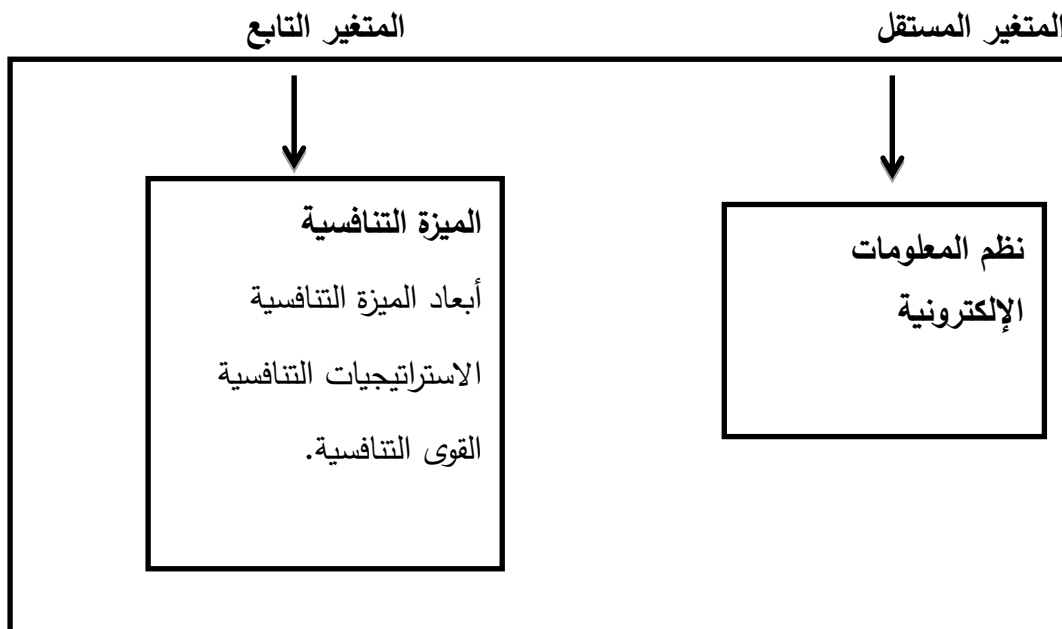 المتغير المستقل
المتغير التابع
نظم المعلومات
الإلكترونية
الميزة التنافسية
أبعاد الميزة التنافسية
الاستراتيجيات التنافسية
القوى التنافسية.